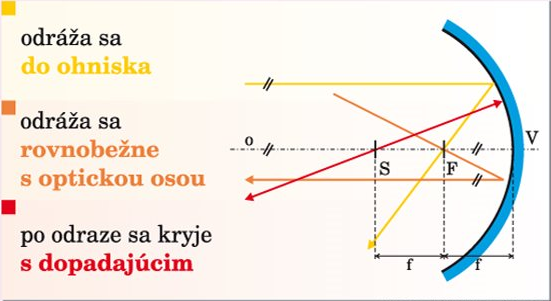 odráža sa
do ohniska
odráža sa
rovnobežne
s optickou osou
po odraze sa kryje
s dopadajúcim
o
S
F
V
f
f